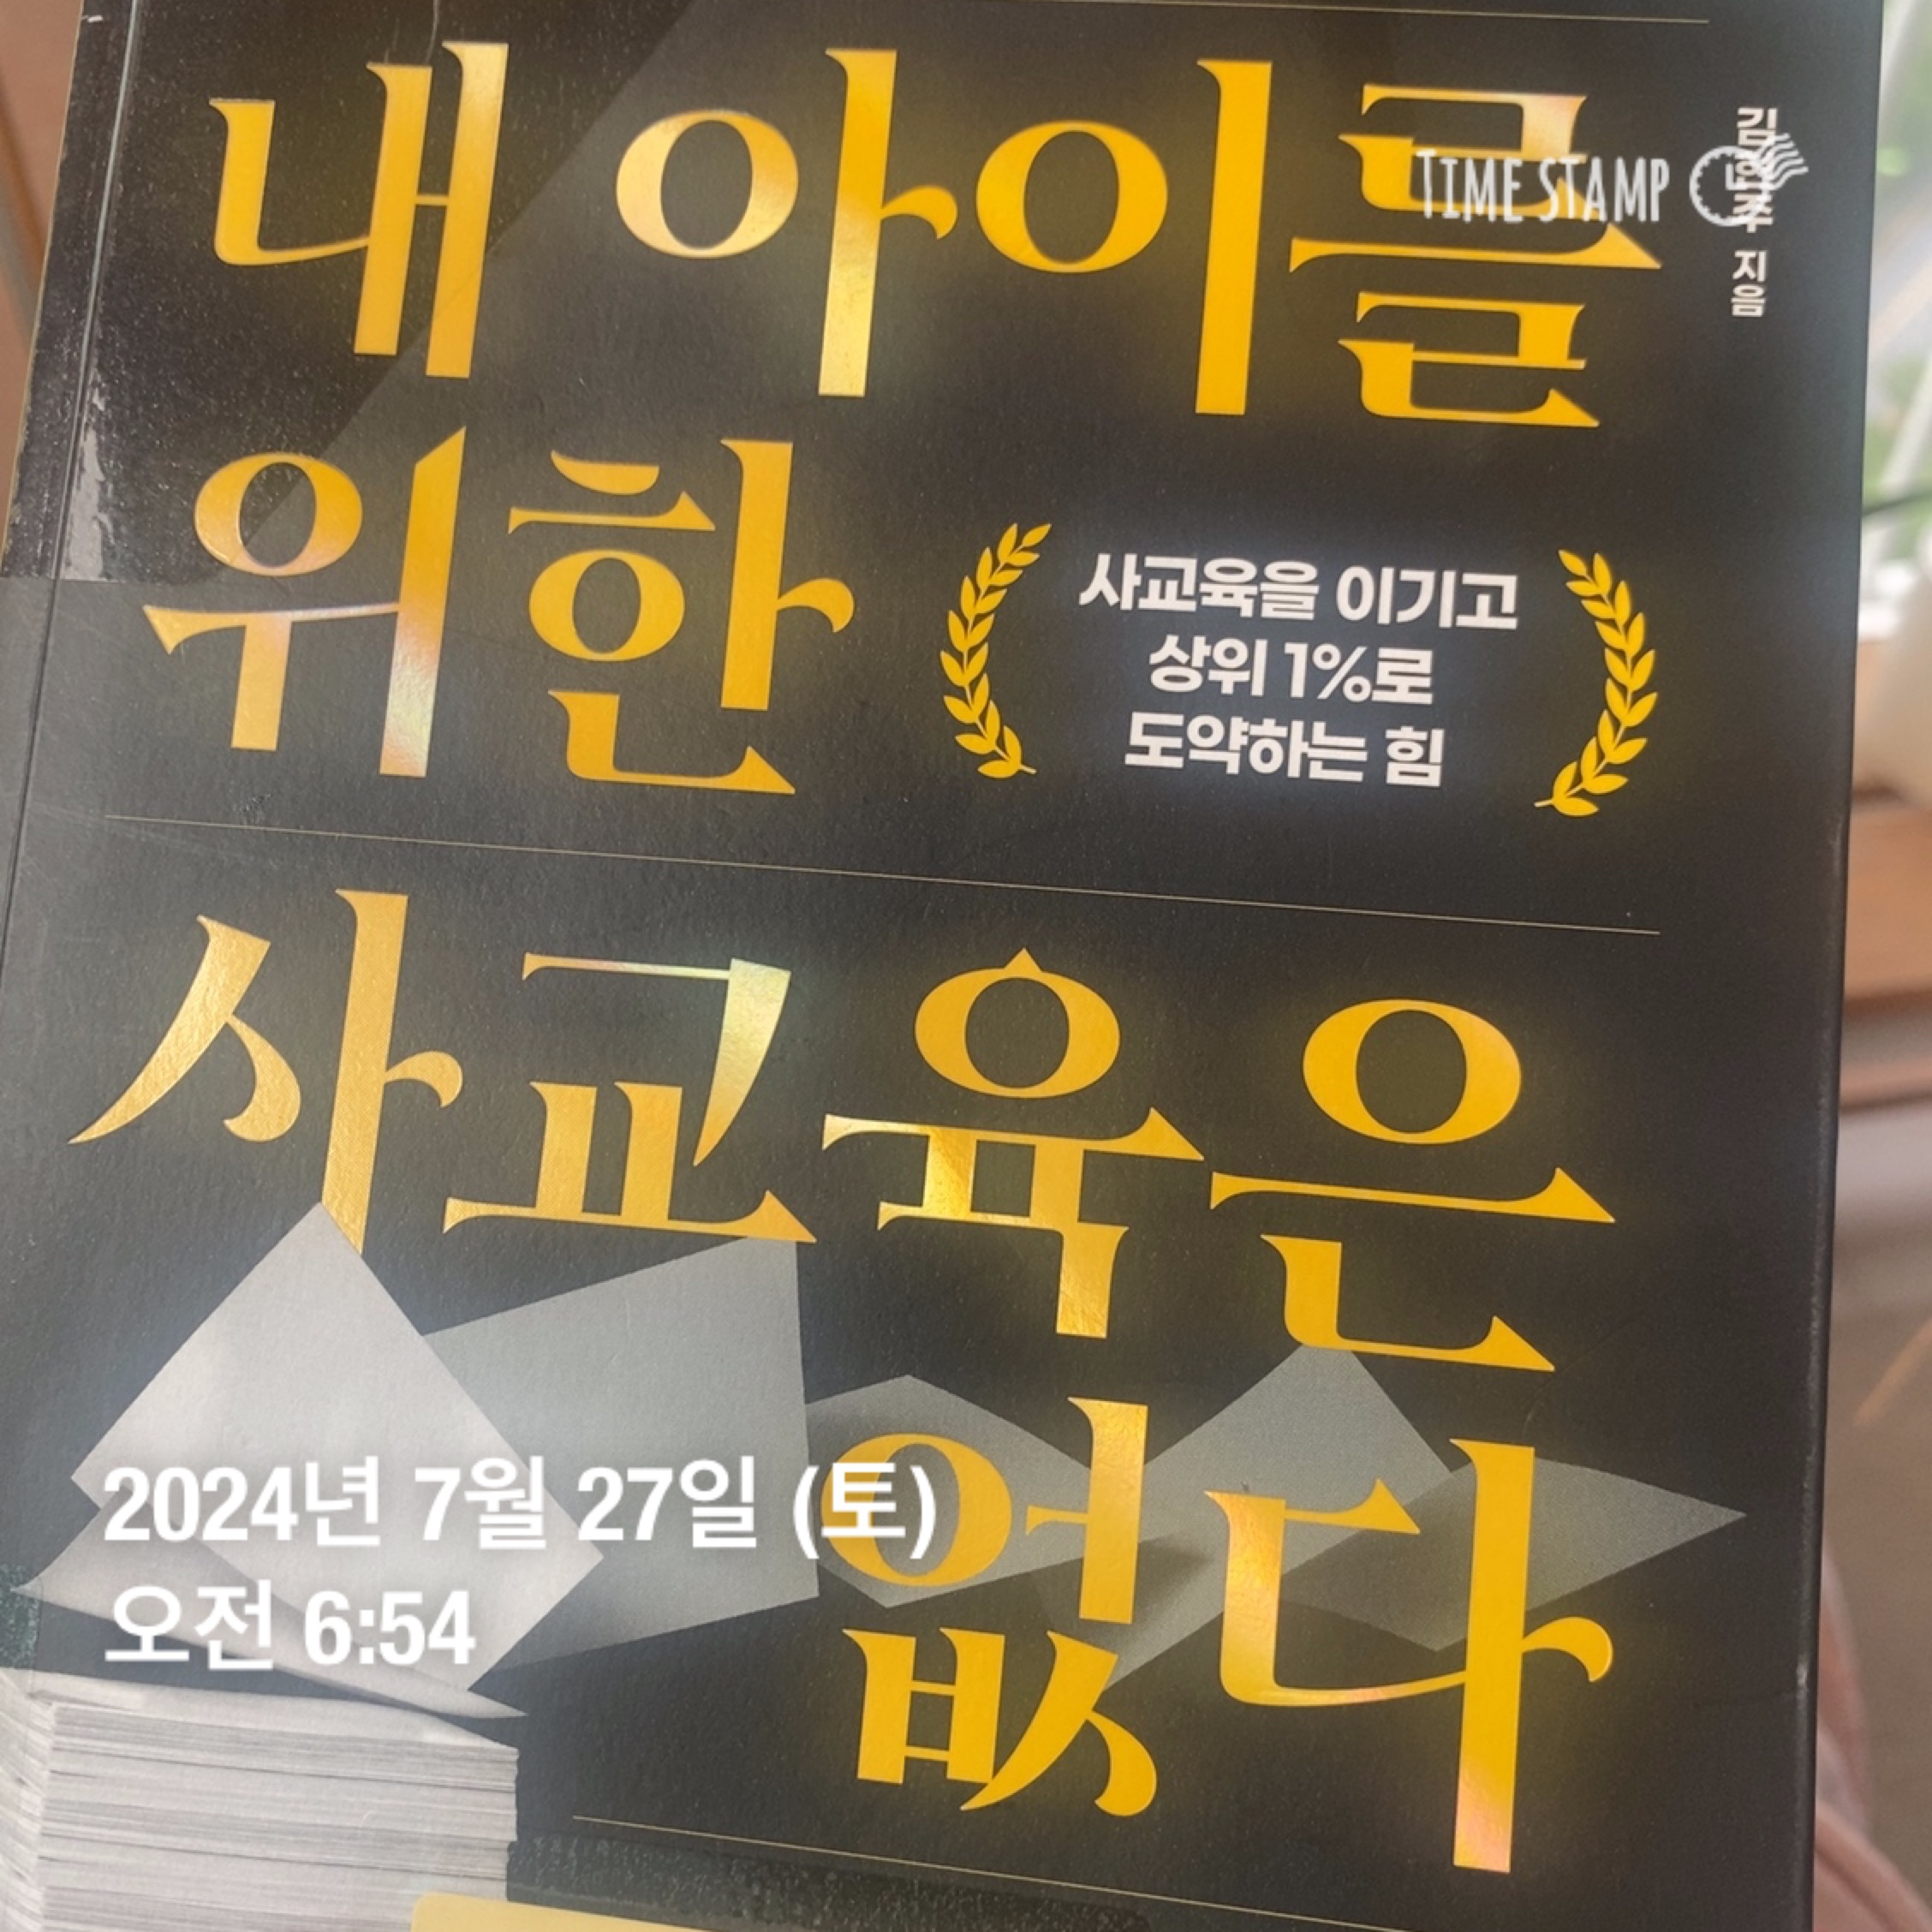 내 아이를
위한
사교육을 이기고
상위 1%로
도약하는 힘
사교육은
없다
지음
TIME STAMP
2024년 7월 27일 (토)
오전 6:54